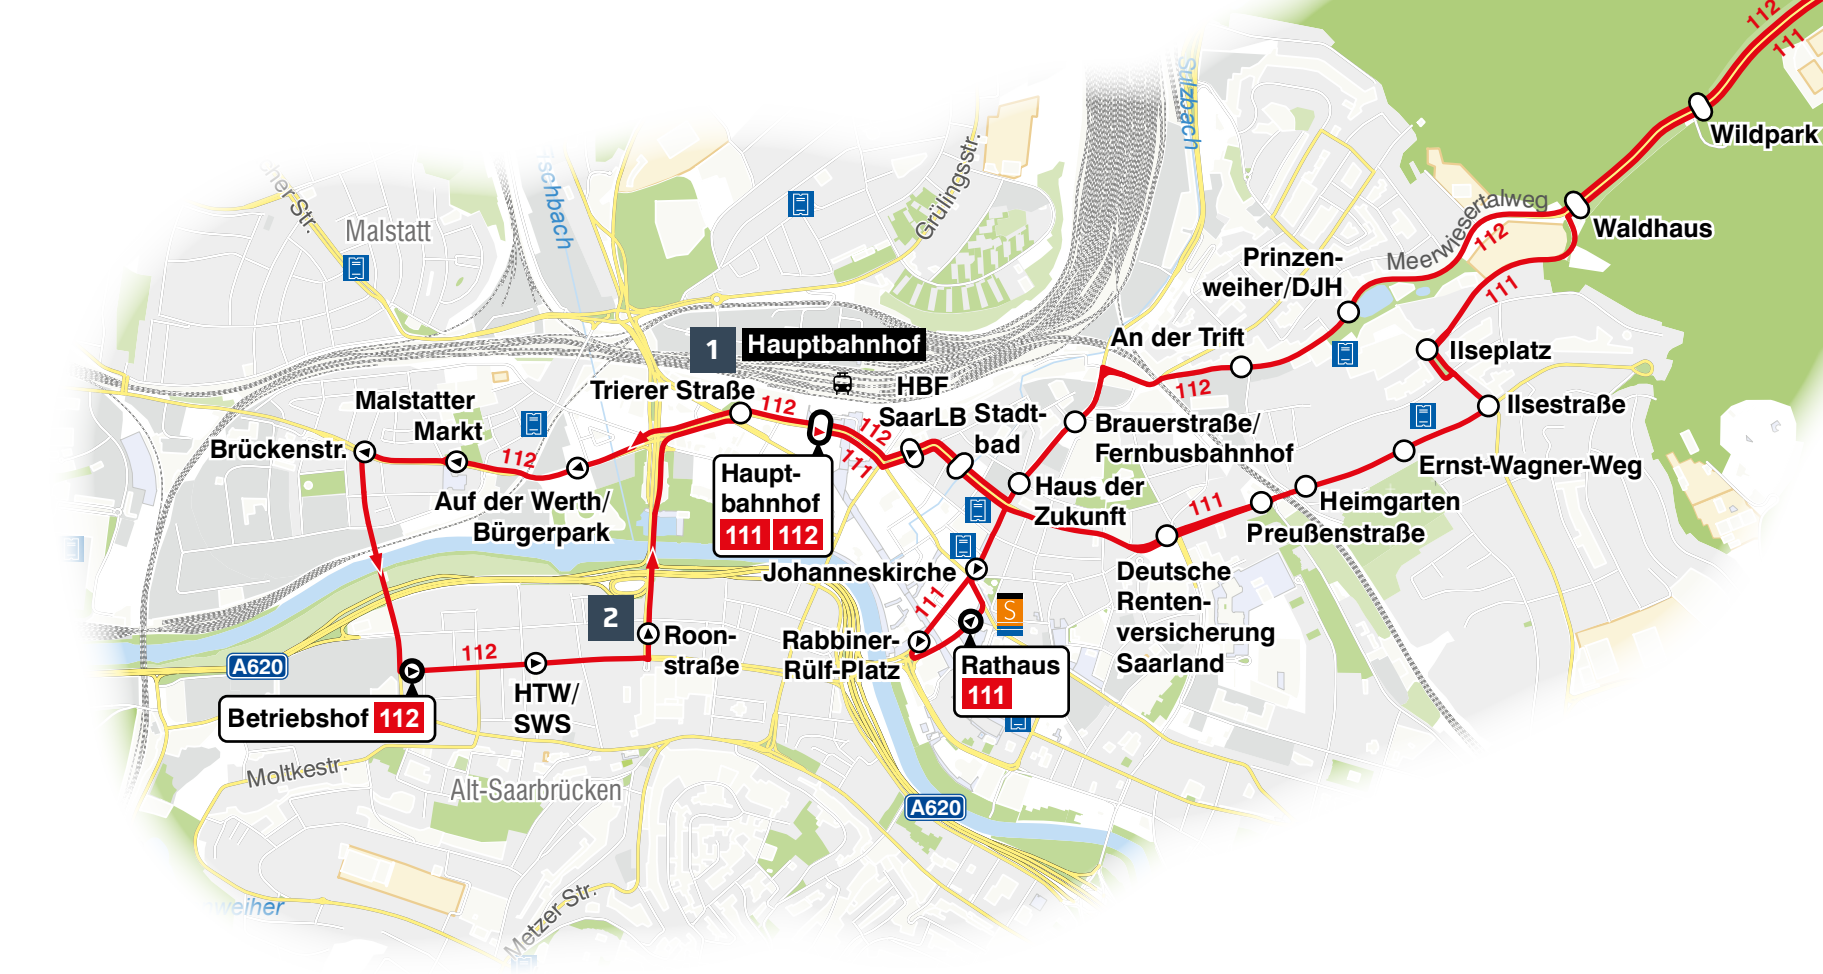 112
111
Wildpark
Sulzbach
Grülingsstr.
Malstatt
Meerwiesertalweg
112
Waldhaus
Prinzen-
weiher/DJH
111
1
Hauptbahnhof
An der Trift
Ilseplatz
HBF
Trierer Straße
112
112
SaarLB
Stadt-
bad
112
Ilsestraße
Malstatter
Markt
Brauerstraße/
Fernbusbahnhof
Brückenstr.
112
111
Ernst-Wagner-Weg
Haupt-
bahnhof
111
112
Haus der
Zukunft
111
Heimgarten
Auf der Werth/
Bürgerpark
Preußenstraße
Johanneskirche
Deutsche
Renten-
versicherung
Saarland
111
S
2
Roon-
straße
Rabbiner-
Rülf-Platz
112
A620
Rathaus
111
HTW/
SWS
Betriebshof 112
Moltkestr.
Alt-Saarbrücken
A620
Metzer Str.